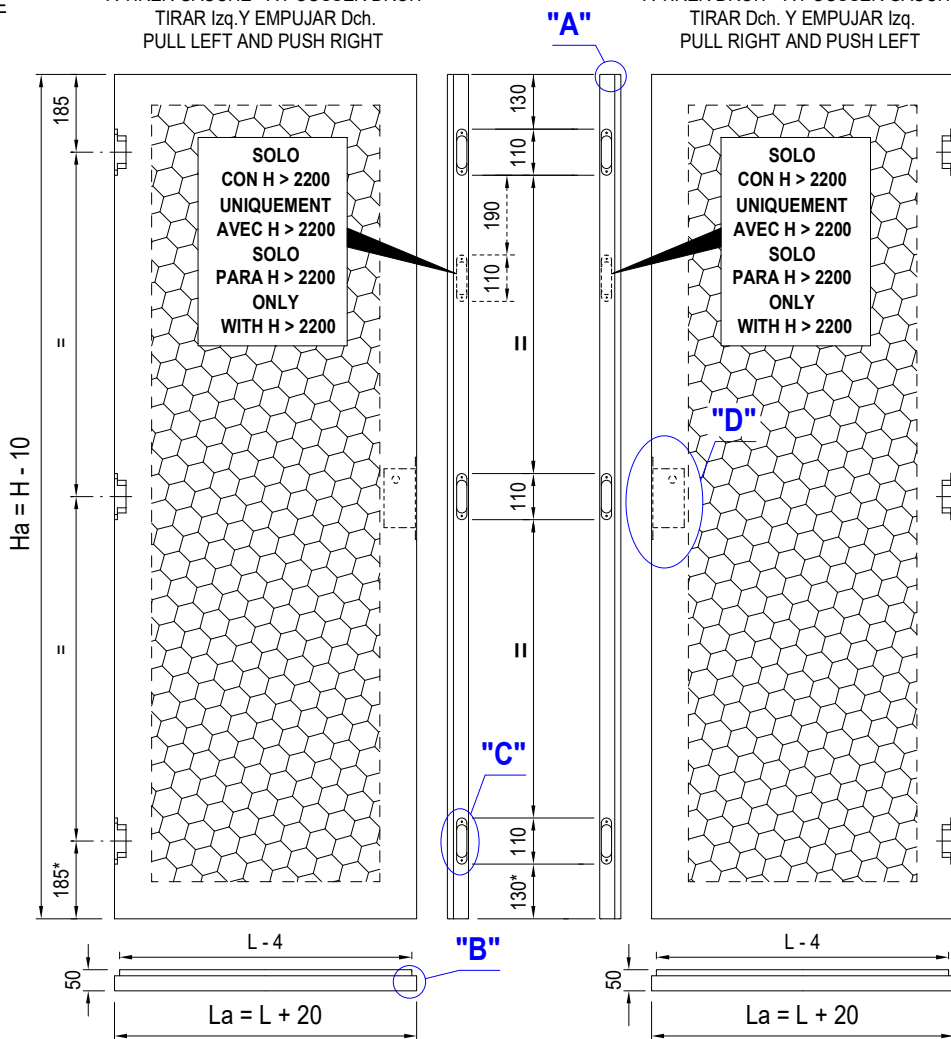 TIRAR Izq.Y EMPUJAR Dch.
PULL LEFT AND PUSH RIGHT
TIRAR Dch. Y EMPUJAR Izq.
PULL RIGHT AND PUSH LEFT
"A"
185
130
110
SOLO
CON H > 2200
UNIQUEMENT
AVEC H > 2200
SOLO
PARA H > 2200
ONLY
WITH H > 2200
190
110
SOLO
CON H > 2200
UNIQUEMENT
AVEC H > 2200
SOLO
PARA H > 2200
ONLY
WITH H > 2200
=
=
"D"
Ha = H - 10
110
=
=
"C"
110
185*
130*
L - 4
"B"
50
La = L + 20
L - 4
50
La = L + 20